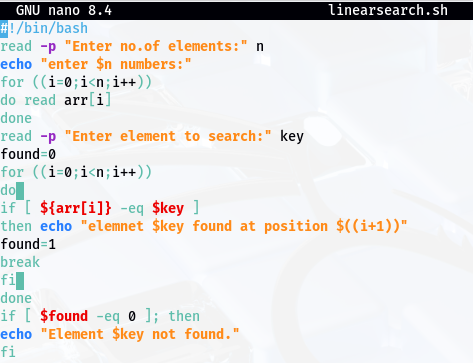 GNU nano 8.4 linearsearch.sh
#!/bin/bash
read -p "Enter no.of elements:" n
echo "enter $n numbers:"
for ((i=0;i<n;i++))
do read arr[i]
done
read -p "Enter element to search:" key
found=0
for ((i=0;i<n;i++))
do
if [ ${arr[i]} -eq $key ]
then echo "elemnet $key found at position $((i+1))"
found=1
break
fi
done
if [ $found -eq 0 ]; then
echo "Element $key not found."
fi